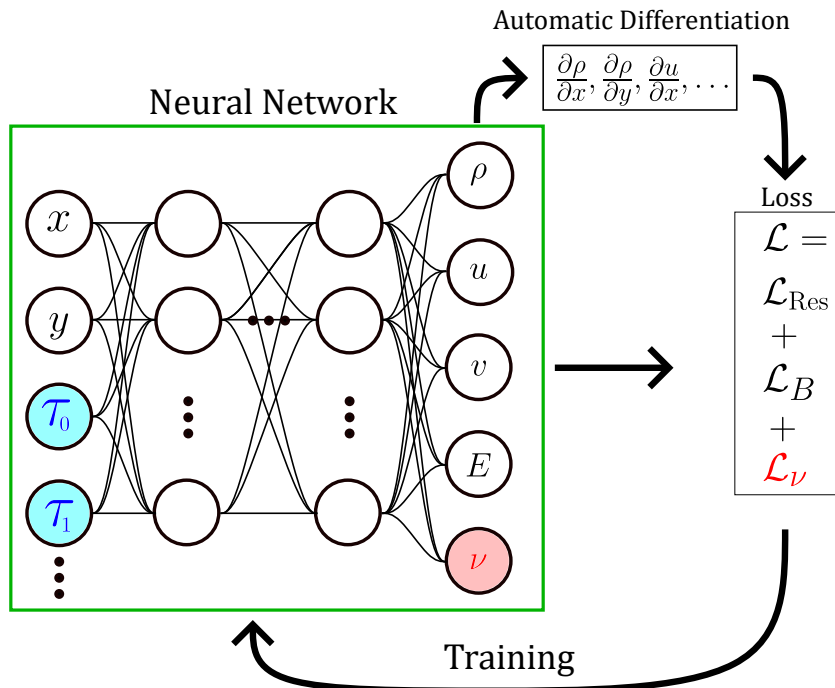 Automatic Differentiation
∂ρ/∂x, ∂ρ/∂y, ∂u/∂x, ...
Neural Network
x
y
τ₀
τ₁
ρ
u
v
E
ν
Loss
ℒ =
ℒ_Res
+
ℒ_B
+
ℒ_ν
Training